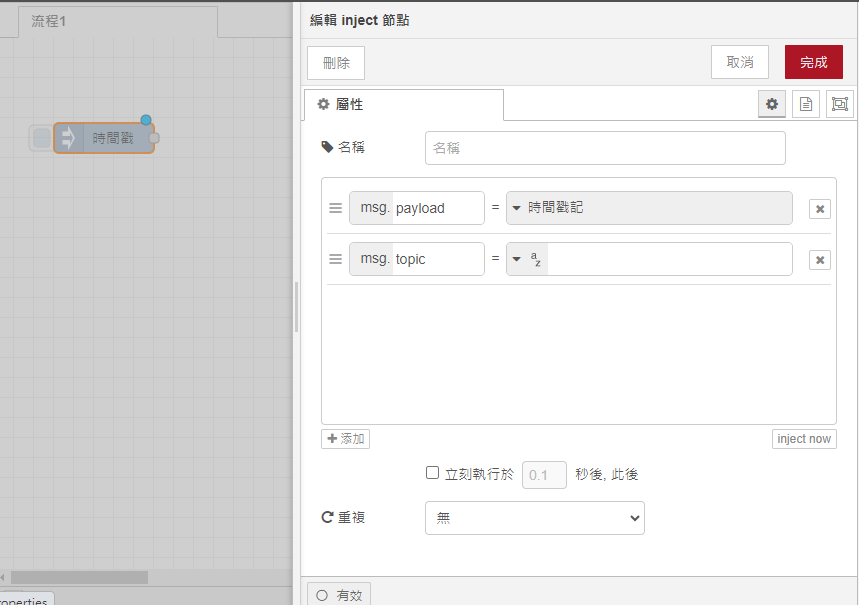 流程1
時間戳
roperties
編輯 inject 節點
刪除
取消
完成
屬性
名稱
名稱
msg. payload = 時間戳記
msg. topic = a z
添加
inject now
立刻執行於 0.1 秒後, 此後
重複
無
有效